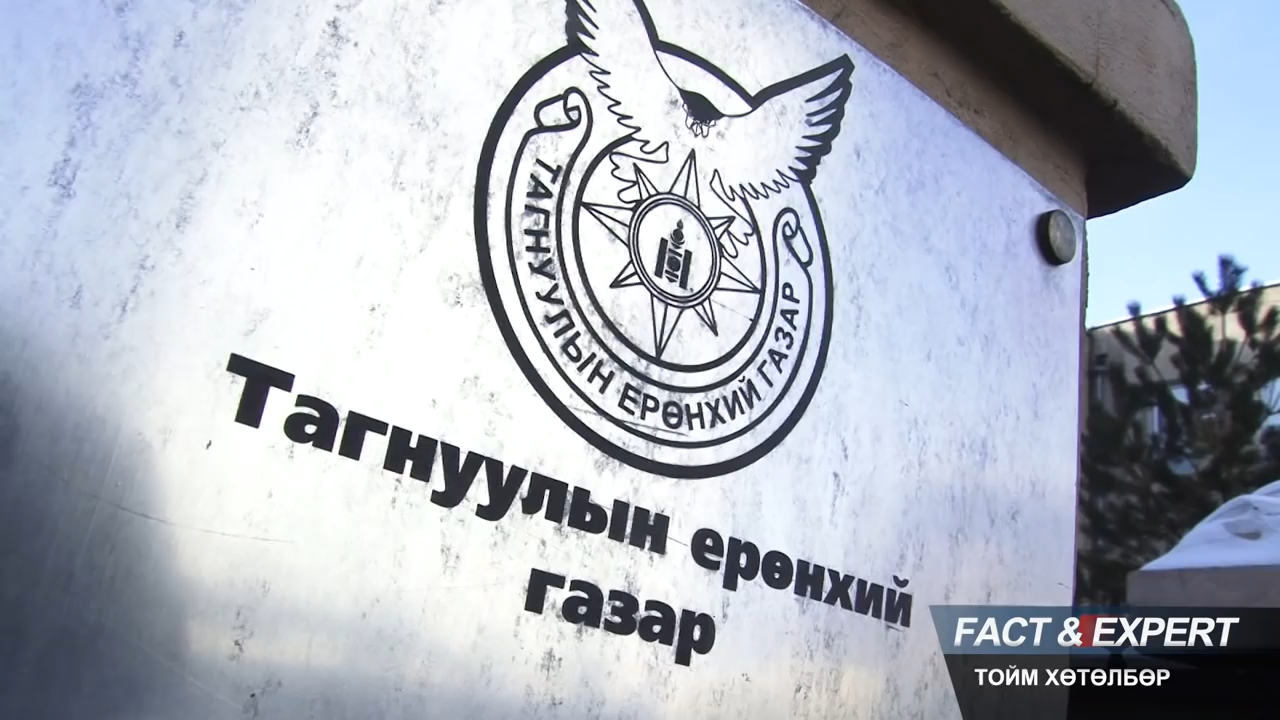 ТАГНУУЛЫН ЕРӨНХИЙ ГАЗАР
Тагнуулын ерөнхий
газар
FACT & EXPERT
ТОЙМ ХӨТӨЛБӨР